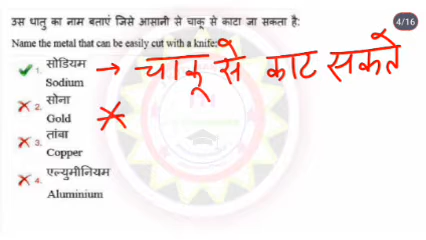 उस धातु का नाम बताएं जिसे आसानी से चाकू से काटा जा सकता है:
4/16
Name the metal that can be easily cut with a knife:
1. सोडियम → चाकू से काट सकते
Sodium
2. सोना
Gold
3. तांबा
Copper
4. एल्युमीनियम
Aluminium